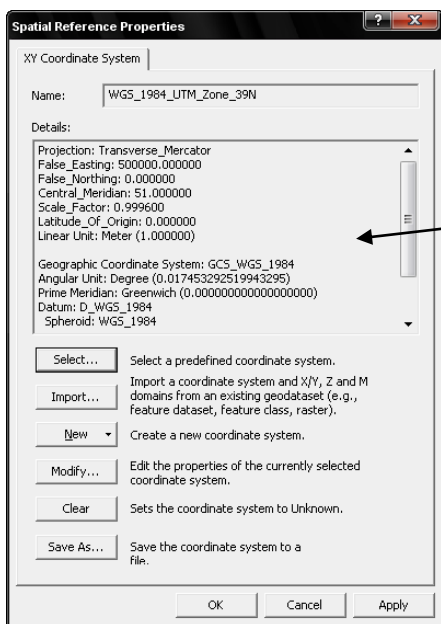 Spatial Reference Properties
XY Coordinate System
Name: WGS_1984_UTM_Zone_39N
Details:
Projection: Transverse_Mercator
False_Easting: 500000.000000
False_Northing: 0.000000
Central_Meridian: 51.000000
Scale_Factor: 0.999600
Latitude_Of_Origin: 0.000000
Linear Unit: Meter (1.000000)
Geographic Coordinate System: GCS_WGS_1984
Angular Unit: Degree (0.017453292519943295)
Prime Meridian: Greenwich (0.000000000000000000)
Datum: D_WGS_1984
Spheroid: WGS_1984
Select... Select a predefined coordinate system.
Import... Import a coordinate system and X/Y, Z and M
domains from an existing geodataset (e.g.,
feature dataset, feature class, raster).
New Create a new coordinate system.
Modify... Edit the properties of the currently selected
coordinate system.
Clear Sets the coordinate system to Unknown.
Save As... Save the coordinate system to a
file.
OK Cancel Apply